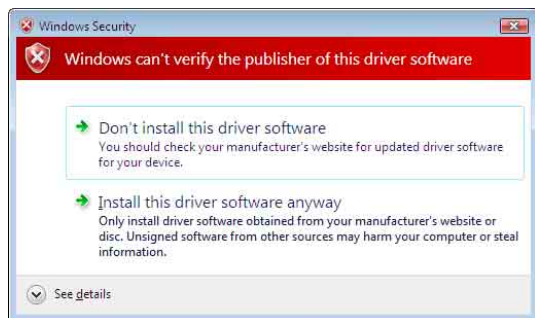 Windows Security
Windows can't verify the publisher of this driver software
Don't install this driver software
You should check your manufacturer's website for updated driver software
for your device.
Install this driver software anyway
Only install driver software obtained from your manufacturer's website or
disc. Unsigned software from other sources may harm your computer or steal
information.
See details